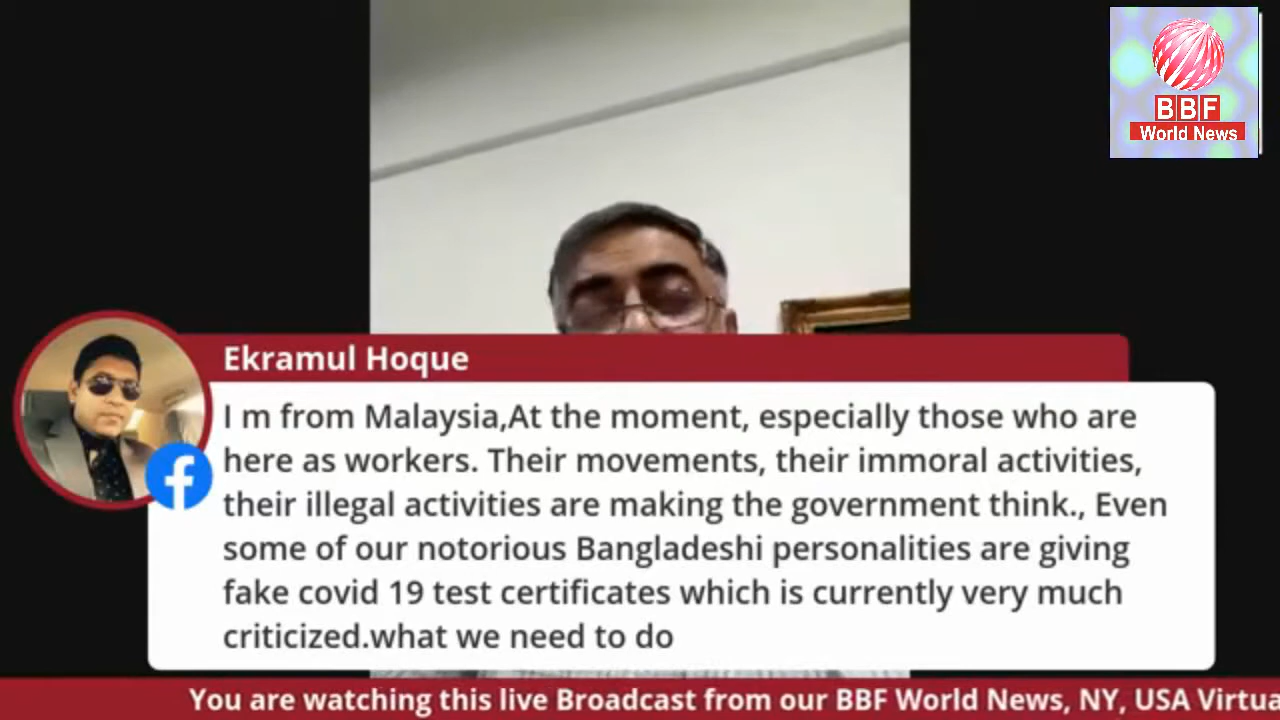 BBF
World News
Ekramul Hoque
I m from Malaysia,At the moment, especially those who are
here as workers. Their movements, their immoral activities,
their illegal activities are making the government think., Even
some of our notorious Bangladeshi personalities are giving
fake covid 19 test certificates which is currently very much
criticized.what we need to do
You are watching this live Broadcast from our BBF World News, NY, USA